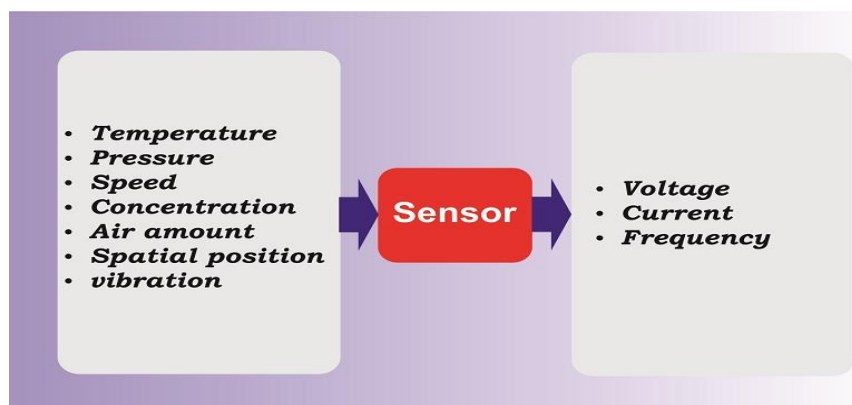 • Temperature
• Pressure
• Speed
• Concentration
• Air amount
• Spatial position
• vibration
Sensor
• Voltage
• Current
• Frequency